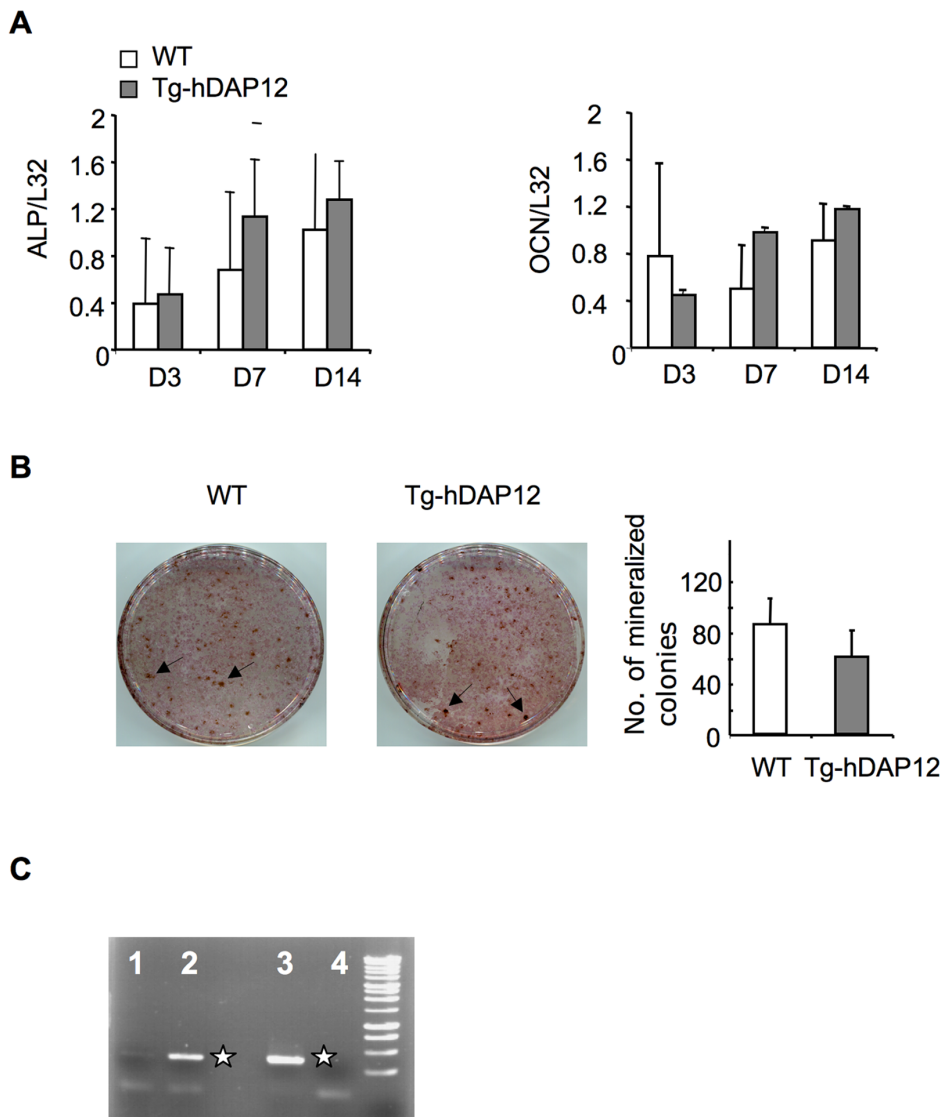 A
WT
Tg-hDAP12
ALP/L32
2
1.6
1.2
0.8
0.4
0
D3 D7 D14
OCN/L32
2
1.6
1.2
0.8
0.4
0
D3 D7 D14
B
WT
Tg-hDAP12
No. of mineralized
colonies
120
80
40
0
WT Tg-hDAP12
C
1 2 3 4